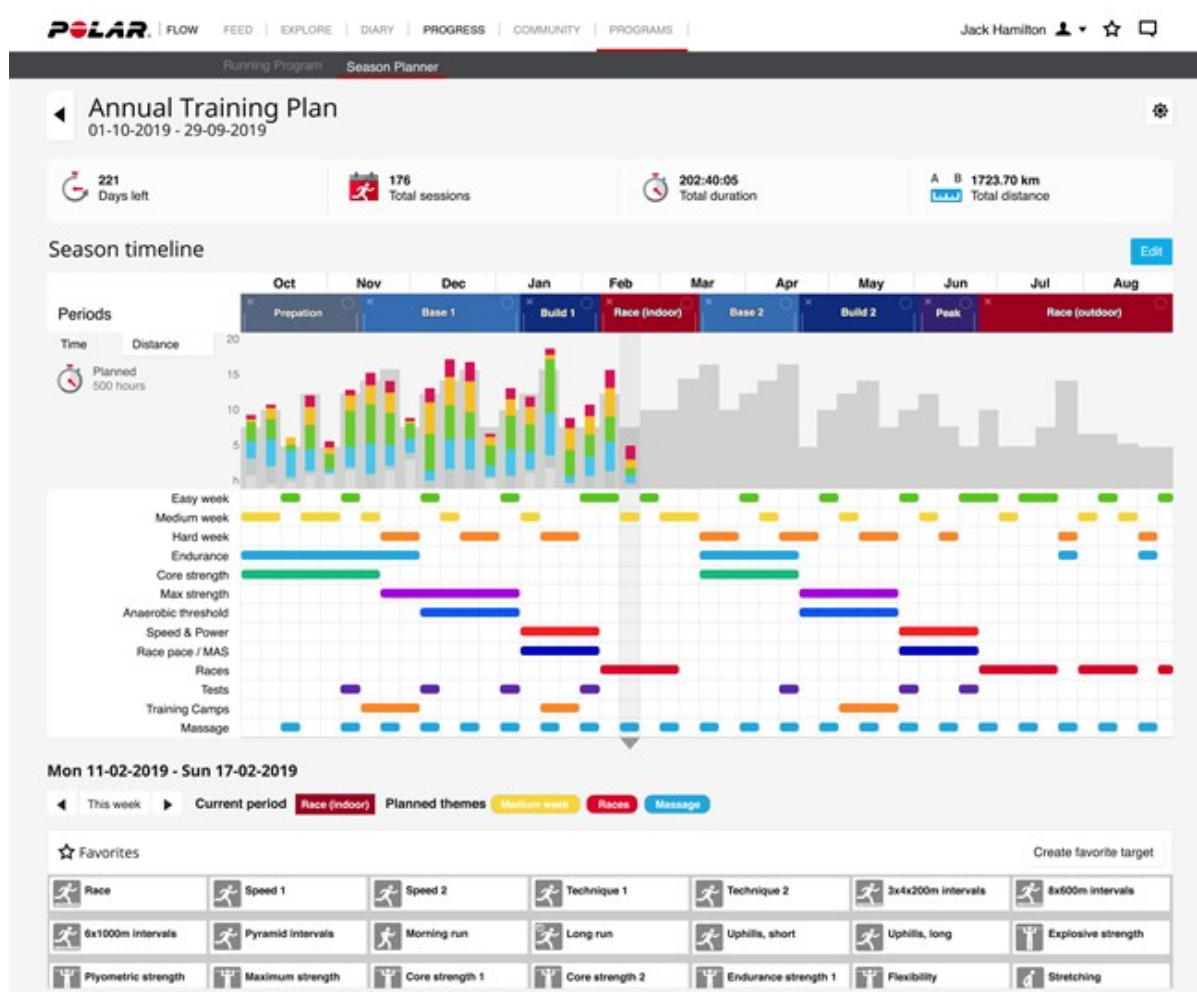 POLAR. FLOW FEED EXPLORE DIARY PROGRESS COMMUNITY PROGRAMS Jack Hamilton
Running Program Season Planner
Annual Training Plan
01-10-2019 - 29-09-2019
221 176 202:40:05 A B 1723.70 km
Days left Total sessions Total duration Total distance
Season timeline Edit
Oct Nov Dec Jan Feb Mar Apr May Jun Jul Aug
Periods Prepation Base 1 Build 1 Race (indoor) Base 2 Build 2 Peak Race (outdoor)
Time Distance 20
Planned
500 hours
15
10
5
h
Easy week
Medium week
Hard week
Endurance
Core strength
Max strength
Anaerobic threshold
Speed & Power
Race pace / MAS
Races
Tests
Training Camps
Massage
Mon 11-02-2019 - Sun 17-02-2019
This week Current period Race (indoor) Planned themes Medium week Races Massage
Favorites Create favorite target
Race Speed 1 Speed 2 Technique 1 Technique 2 3x4x200m intervals 8x600m intervals
6x1000m intervals Pyramid intervals Morning run Long run Uphills, short Uphills, long Explosive strength
Plyometric strength Maximum strength Core strength 1 Core strength 2 Endurance strength 1 Flexibility Stretching